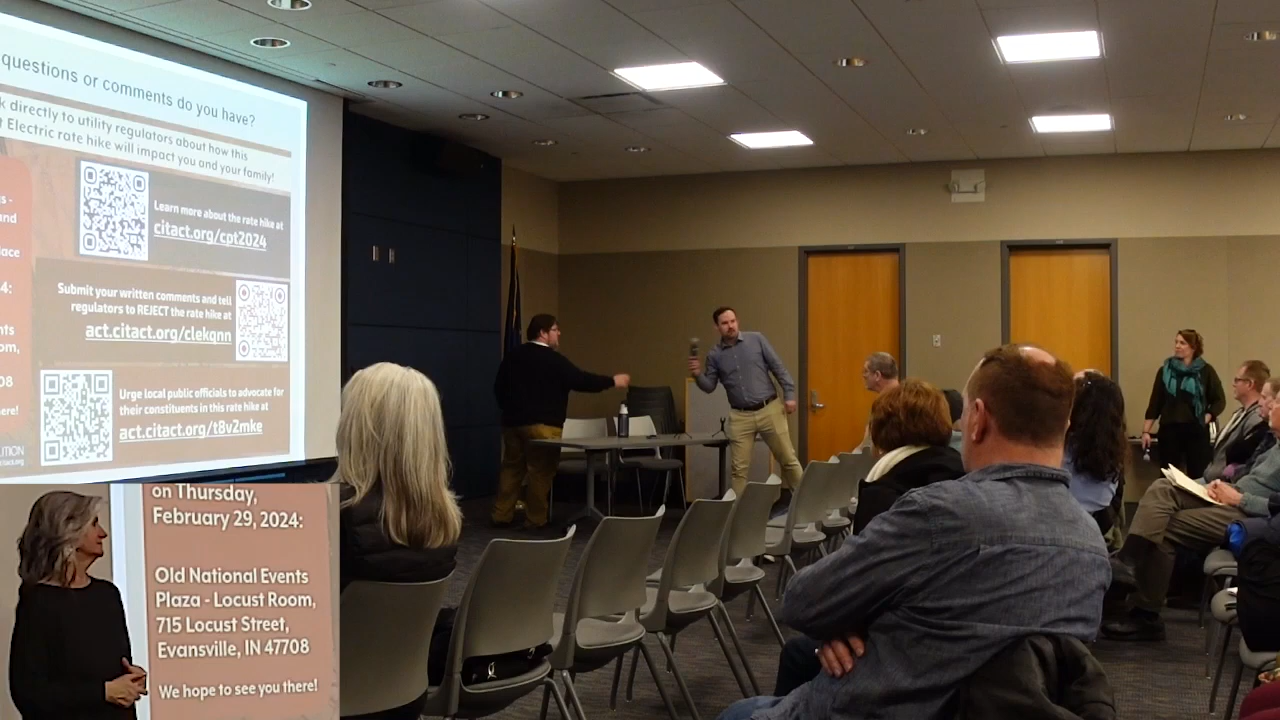 questions or comments do you have?
directly to utility regulators about how this
Electric rate hike will impact you and your family!
Learn more about the rate hike at
citact.org/cpt2024
Submit your written comments and tell
regulators to REJECT the rate hike at
act.citact.org/clekqnn
Urge local public officials to advocate for
their constituents in this rate hike at
act.citact.org/t8v2mke
on Thursday,
February 29, 2024:
Old National Events
Plaza - Locust Room,
715 Locust Street,
Evansville, IN 47708
We hope to see you there!